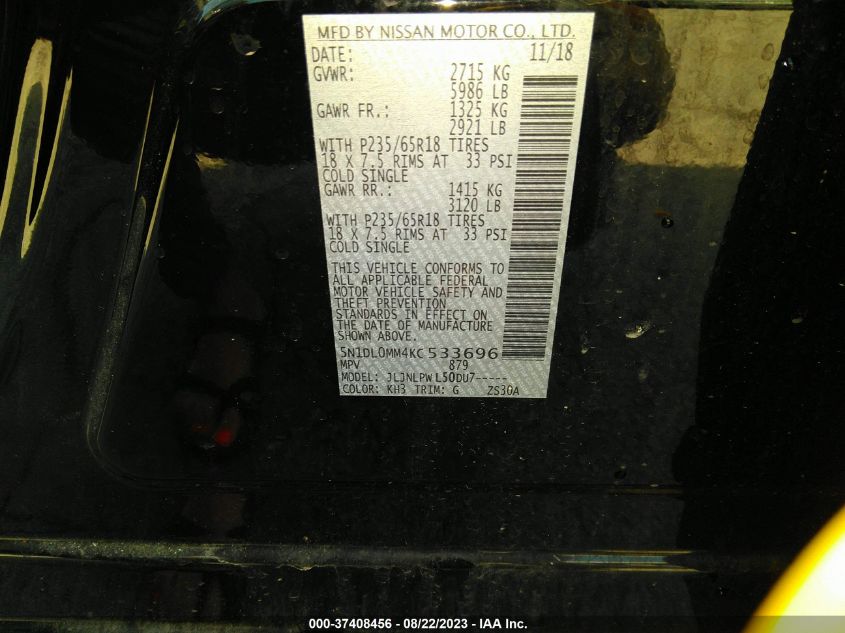 MFD BY NISSAN MOTOR CO., LTD.
DATE: 11/18
GVWR: 2715 KG
5986 LB
GAWR FR.: 1325 KG
2921 LB
WITH P235/65R18 TIRES
18 X 7.5 RIMS AT 33 PSI
COLD SINGLE
GAWR RR.: 1415 KG
3120 LB
WITH P235/65R18 TIRES
18 X 7.5 RIMS AT 33 PSI
COLD SINGLE
THIS VEHICLE CONFORMS TO
ALL APPLICABLE FEDERAL
MOTOR VEHICLE SAFETY AND
THEFT PREVENTION
STANDARDS IN EFFECT ON
THE DATE OF MANUFACTURE
SHOWN ABOVE.
5N1DL0MM4KC533696
MPV 879
MODEL: JLJNLPWL50DU7-----
COLOR: KH3 TRIM: G ZS30A
000-37408456 - 08/22/2023 - IAA Inc.